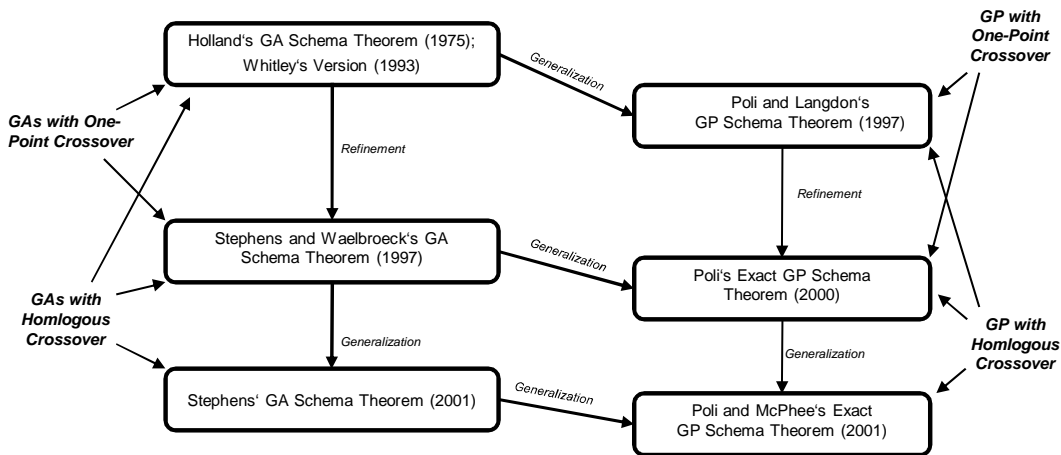 Holland‘s GA Schema Theorem (1975);
Whitley‘s Version (1993)
Generalization
GP with
One-Point
Crossover
GAs with One-
Point Crossover
Poli and Langdon‘s
GP Schema Theorem (1997)
Refinement
Refinement
Stephens and Waelbroeck‘s GA
Schema Theorem (1997)
Generalization
Poli‘s Exact GP Schema
Theorem (2000)
GAs with
Homlogous
Crossover
GP with
Homlogous
Crossover
Generalization
Generalization
Stephens‘ GA Schema Theorem (2001)
Generalization
Poli and McPhee‘s Exact
GP Schema Theorem (2001)